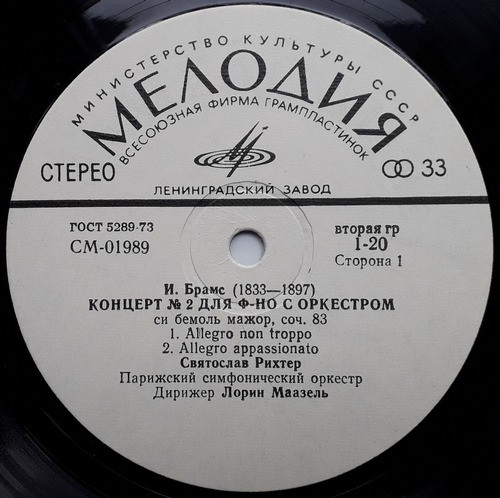 МИНИСТЕРСТВО КУЛЬТУРЫ СССР
МЕЛОДИЯ
ВСЕСОЮЗНАЯ ФИРМА ГРАМПЛАСТИНОК
СТЕРЕО 33
ЛЕНИНГРАДСКИЙ ЗАВОД
ГОСТ 5289-73 вторая гр
СМ-01989 1-20
Сторона 1
И. Брамс (1833—1897)
КОНЦЕРТ № 2 ДЛЯ Ф-НО С ОРКЕСТРОМ
си бемоль мажор, соч. 83
1. Allegro non troppo
2. Allegro appassionato
Святослав Рихтер
Парижский симфонический оркестр
Дирижер Лорин Маазель